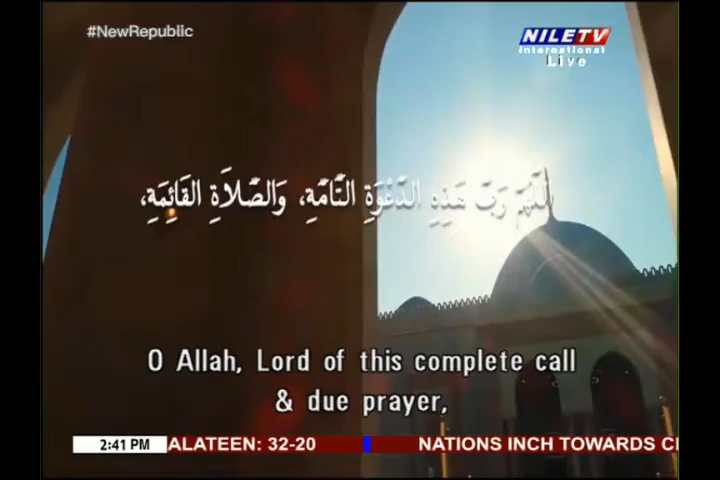 #NewRepublic
NILETV
international
Live
اللَّهُمَّ رَبَّ هَذِهِ الدَّعْوَةِ التَّامَّةِ، وَالصَّلَاةِ القَائِمَةِ،
O Allah, Lord of this complete call
& due prayer,
2:41 PM ALATEEN: 32-20 NATIONS INCH TOWARDS